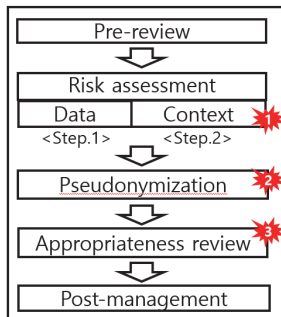 Pre-review
Risk assessment
Data Context
1
<Step.1> <Step.2>
Pseudonymization
2
Appropriateness review
3
Post-management